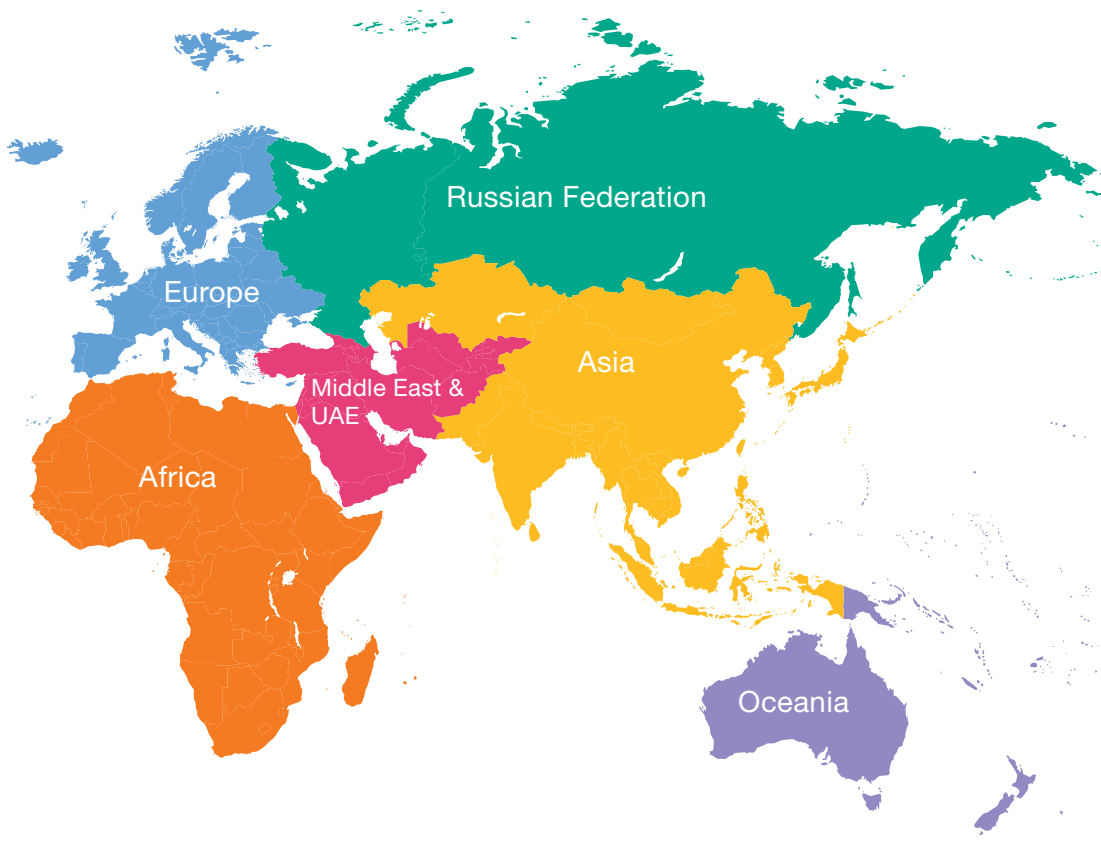 Russian Federation
Europe
Asia
Middle East &
UAE
Africa
Oceania